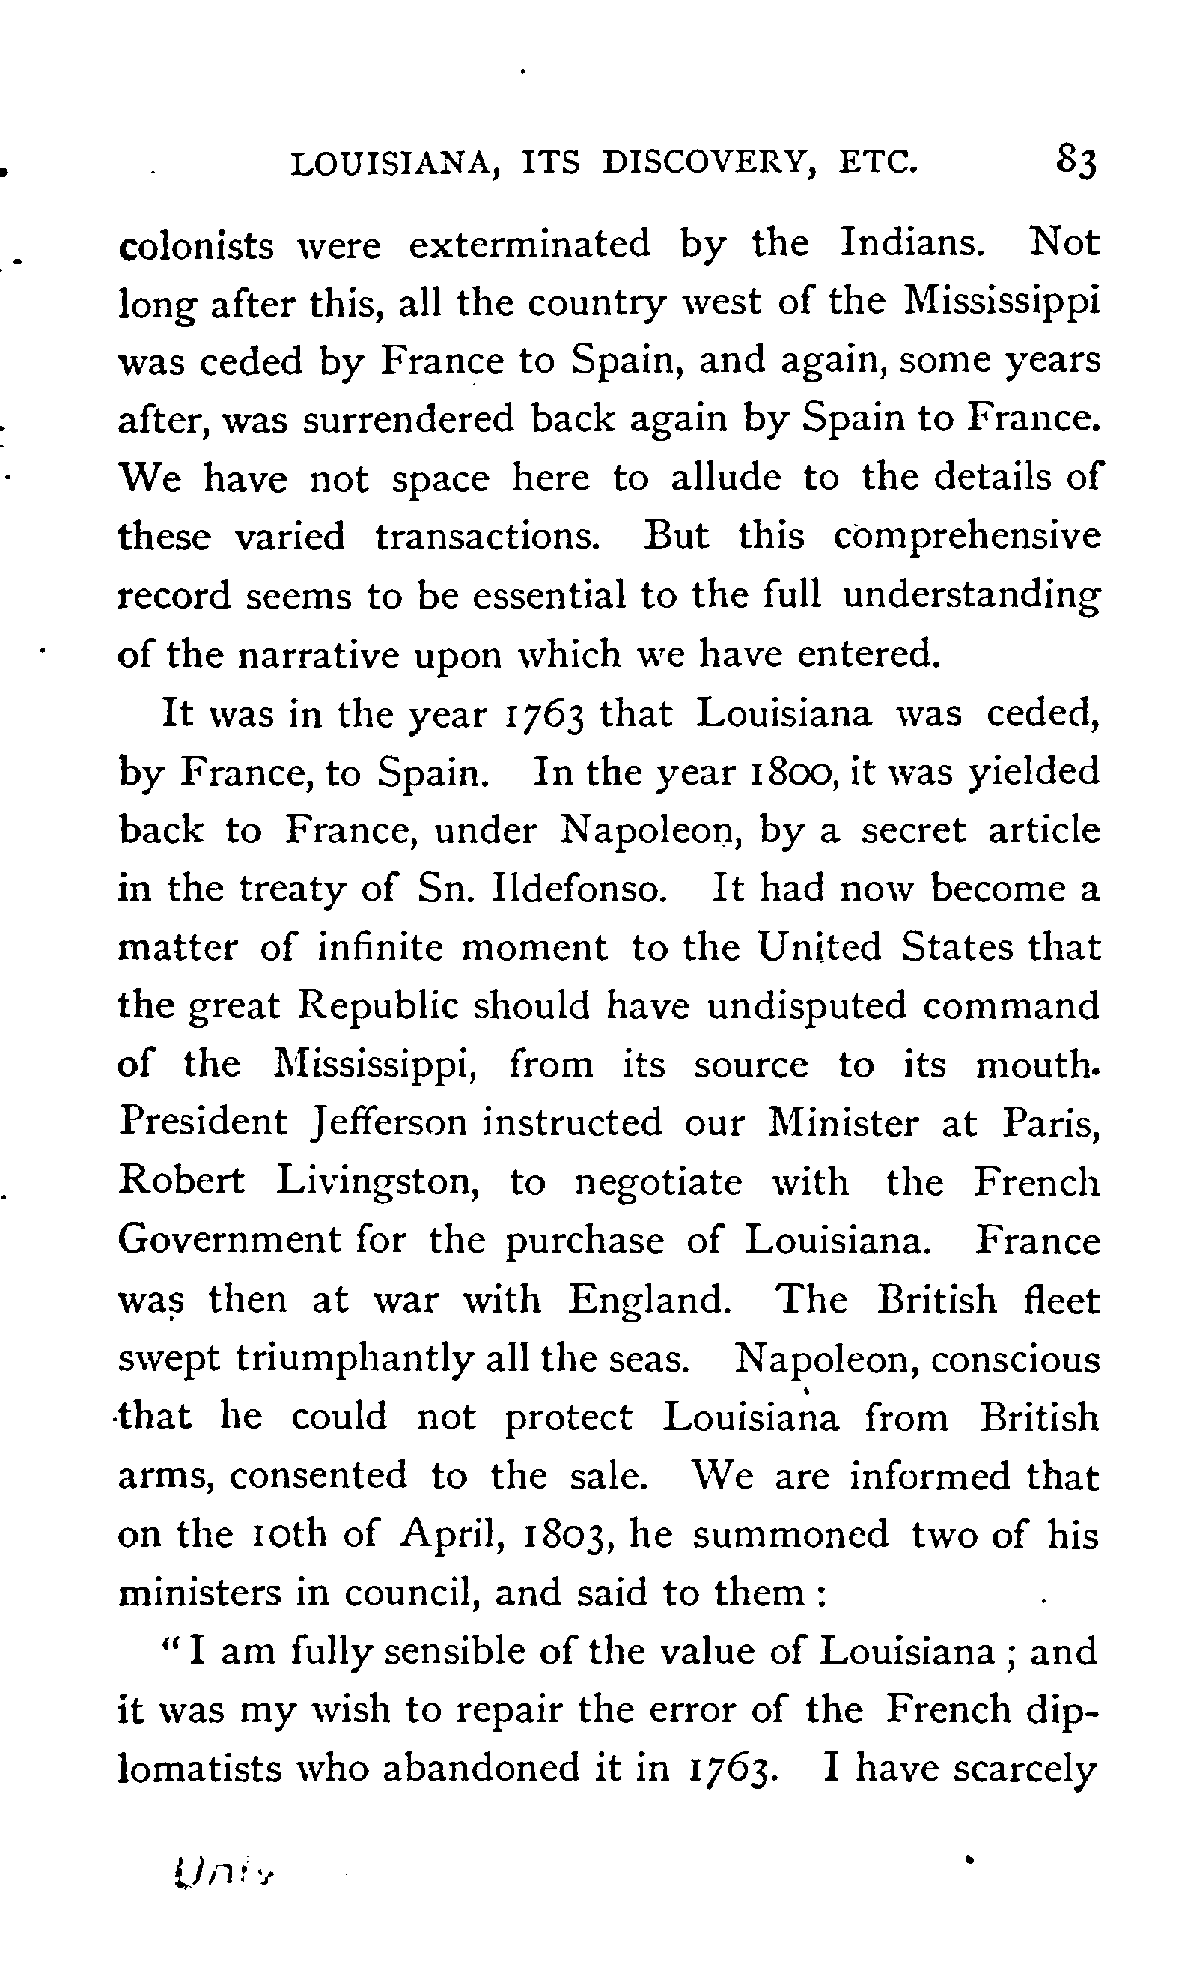 LOUISIANA, ITS DISCOVERY, ETC. 83
colonists were exterminated by the Indians. Not
long after this, all the country west of the Mississippi
was ceded by France to Spain, and again, some years
after, was surrendered back again by Spain to France.
We have not space here to allude to the details of
these varied transactions. But this comprehensive
record seems to be essential to the full understanding
of the narrative upon which we have entered.
It was in the year 1763 that Louisiana was ceded,
by France, to Spain. In the year 1800, it was yielded
back to France, under Napoleon, by a secret article
in the treaty of Sn. Ildefonso. It had now become a
matter of infinite moment to the United States that
the great Republic should have undisputed command
of the Mississippi, from its source to its mouth.
President Jefferson instructed our Minister at Paris,
Robert Livingston, to negotiate with the French
Government for the purchase of Louisiana. France
was then at war with England. The British fleet
swept triumphantly all the seas. Napoleon, conscious
that he could not protect Louisiana from British
arms, consented to the sale. We are informed that
on the 10th of April, 1803, he summoned two of his
ministers in council, and said to them :
"I am fully sensible of the value of Louisiana ; and
it was my wish to repair the error of the French dip-
lomatists who abandoned it in 1763. I have scarcely
Univ